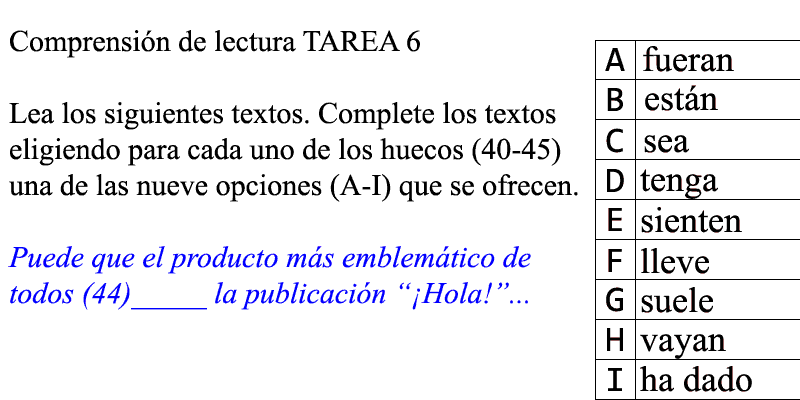 Comprensión de lectura TAREA 6
Lea los siguientes textos. Complete los textos
eligiendo para cada uno de los huecos (40-45)
una de las nueve opciones (A-I) que se ofrecen.
Puede que el producto más emblemático de
todos (44)_____ la publicación “¡Hola!”...
A fueran
B están
C sea
D tenga
E sienten
F lleve
G suele
H vayan
I ha dado